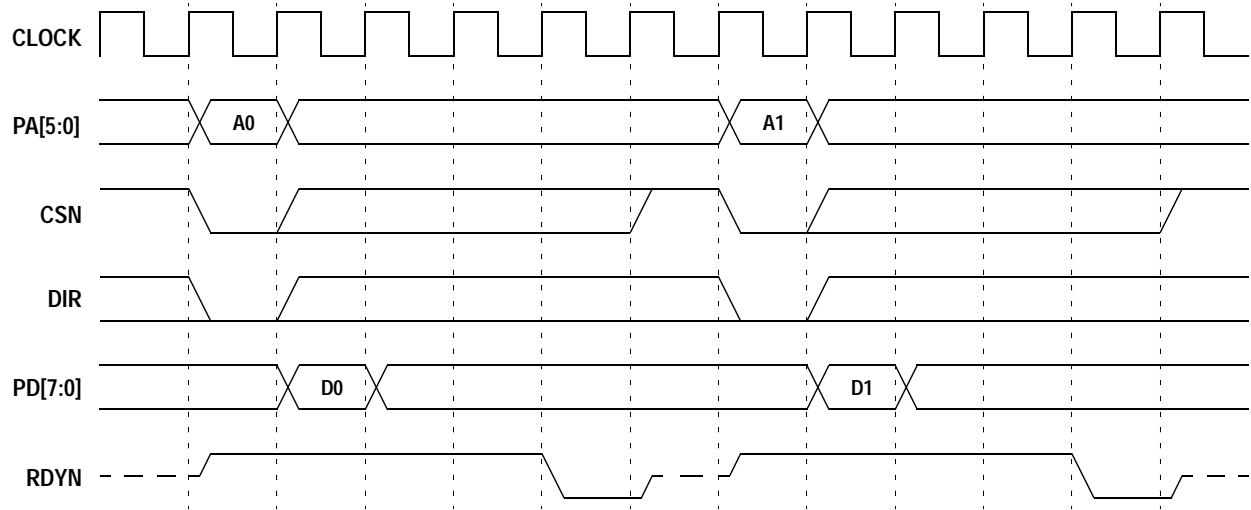 CLOCK
PA[5:0] A0 A1
CSN
DIR
PD[7:0] D0 D1
RDYN